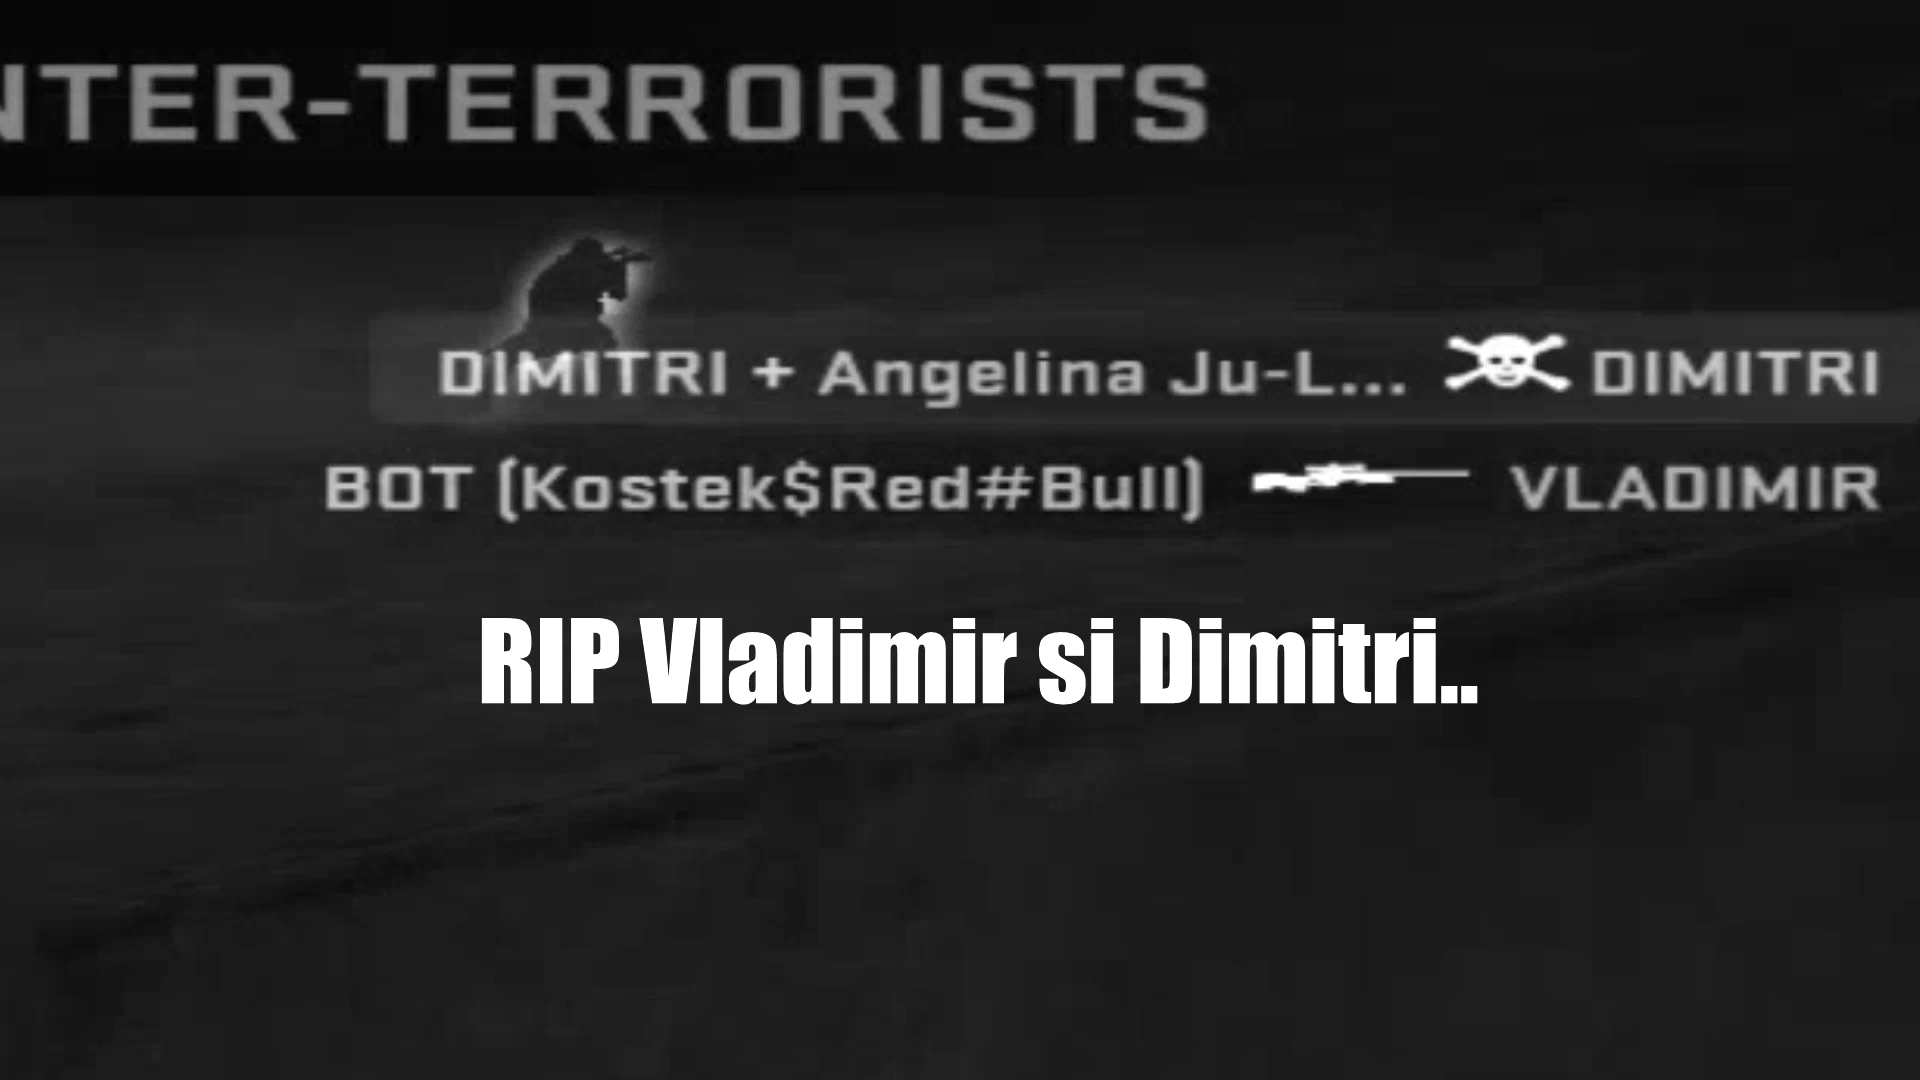 NTER-TERRORISTS
DIMITRI + Angelina Ju-L... DIMITRI
BOT (Kostek$Red#Bull) VLADIMIR
RIP Vladimir si Dimitri..